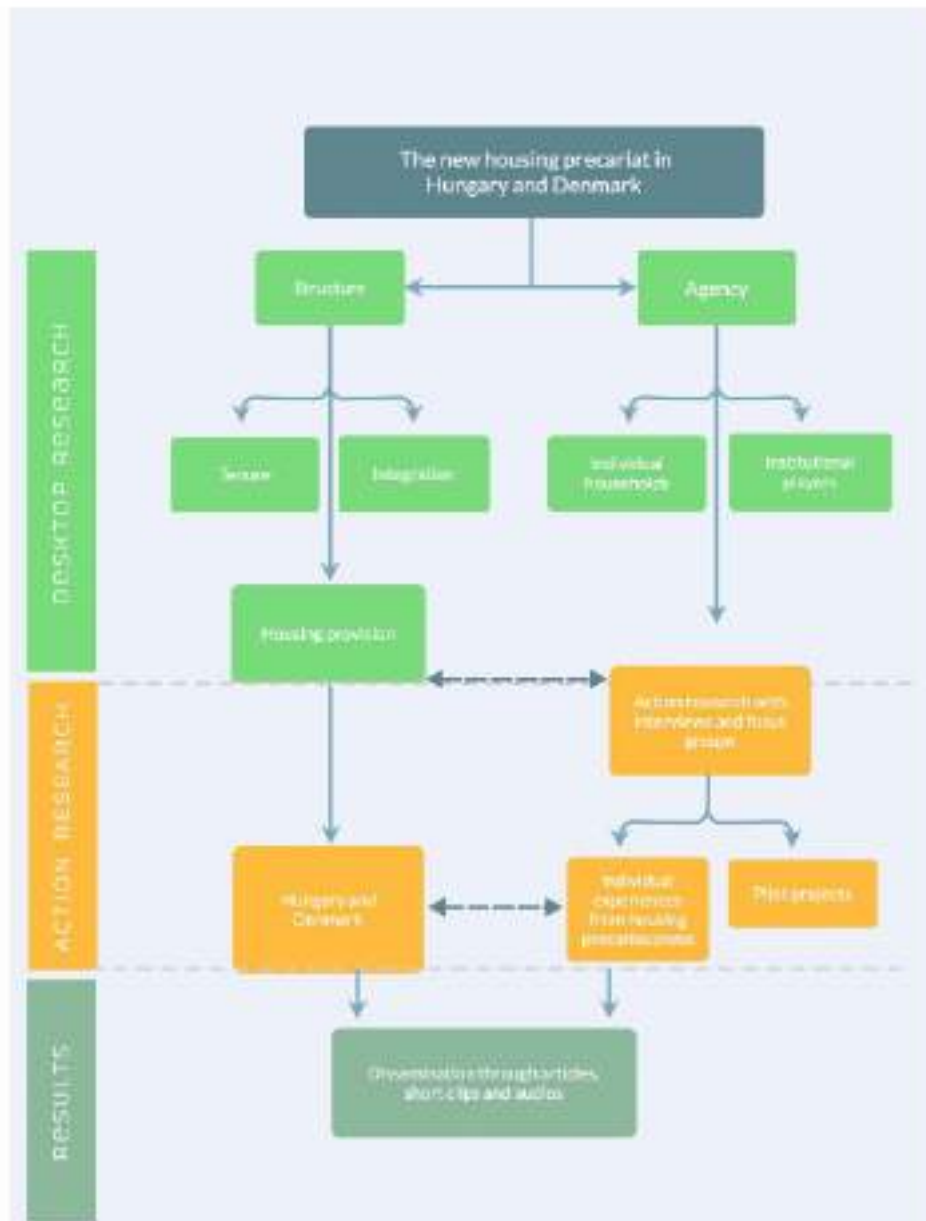 The new housing precariat in
Hungary and Denmark
DESKTOP RESEARCH
Structure
Agency
Tenure
Integration
Individual
households
Institutional
players
Housing provision
ACTION RESEARCH
Action research with
interviews and focus
groups
Hungary and
Denmark
Individual
experiences
from housing
Pilot projects
RESULTS
Dissemination through articles,
short clips and audios